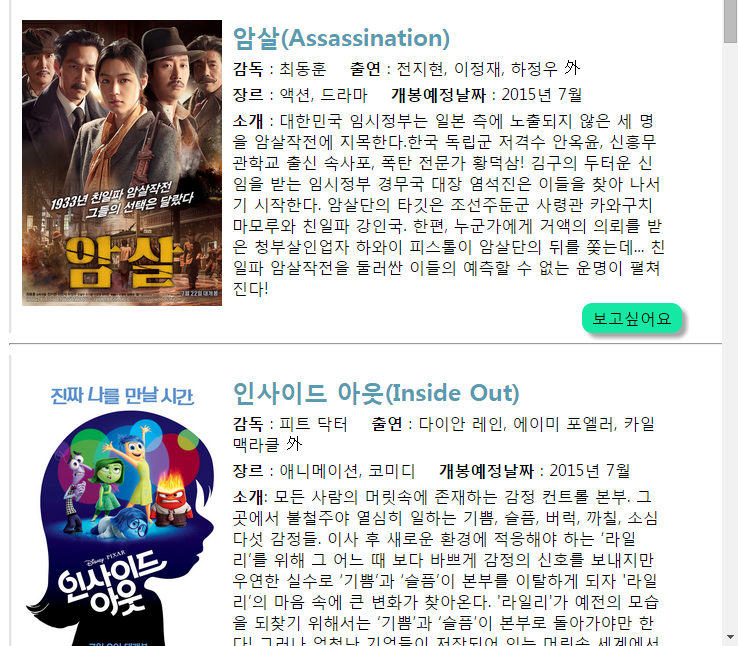 암살(Assassination)
감독 : 최동훈 출연 : 전지현, 이정재, 하정우 외
장르 : 액션, 드라마 개봉예정날짜 : 2015년 7월
소개 : 대한민국 임시정부는 일본 측에 노출되지 않은 세 명
을 암살작전에 지목한다.한국 독립군 저격수 안옥윤, 신흥무
관학교 출신 속사포, 폭탄 전문가 황덕삼! 김구의 두터운 신
임을 받는 임시정부 경무국 대장 염석진은 이들을 찾아 나서
기 시작한다. 암살단의 타깃은 조선주둔군 사령관 카와구치
마모루와 친일파 강인국. 한편, 누군가에게 거액의 의뢰를 받
은 청부살인업자 하와이 피스톨이 암살단의 뒤를 쫓는데... 친
일파 암살작전을 둘러싼 이들의 예측할 수 없는 운명이 펼쳐
진다!
1933년 친일파 암살작전
그들의 선택은 달랐다
암살
7월 22일 대개봉
보고싶어요
진짜 나를 만날 시간
Disney PIXAR
인사이드
아웃
인사이드 아웃(Inside Out)
감독 : 피트 닥터 출연 : 다이안 레인, 에이미 포엘러, 카일
맥라클 외
장르 : 애니메이션, 코미디 개봉예정날짜 : 2015년 7월
소개: 모든 사람의 머릿속에 존재하는 감정 컨트롤 본부. 그
곳에서 불철주야 열심히 일하는 기쁨, 슬픔, 버럭, 까칠, 소심
다섯 감정들. 이사 후 새로운 환경에 적응해야 하는 ‘라일
리’를 위해 그 어느 때 보다 바쁘게 감정의 신호를 보내지만
우연한 실수로 ‘기쁨’과 ‘슬픔’이 본부를 이탈하게 되자 '라일
리’의 마음 속에 큰 변화가 찾아온다. '라일리'가 예전의 모습
을 되찾기 위해서는 ‘기쁨’과 ‘슬픔’이 본부로 돌아가야만 한
다! 그러나 엄청난 기억들이 저장되어 있는 머릿속 세계에서